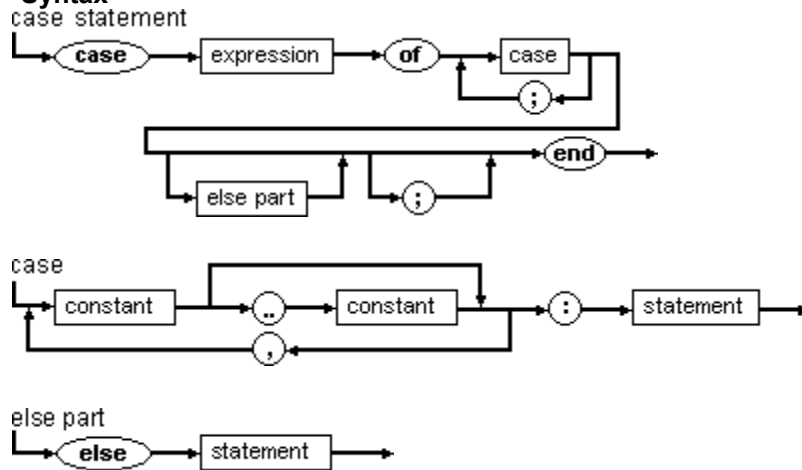 Syntax
case statement
case expression of case
;
else part ; end
case
constant .. constant : statement
,
else part
else statement